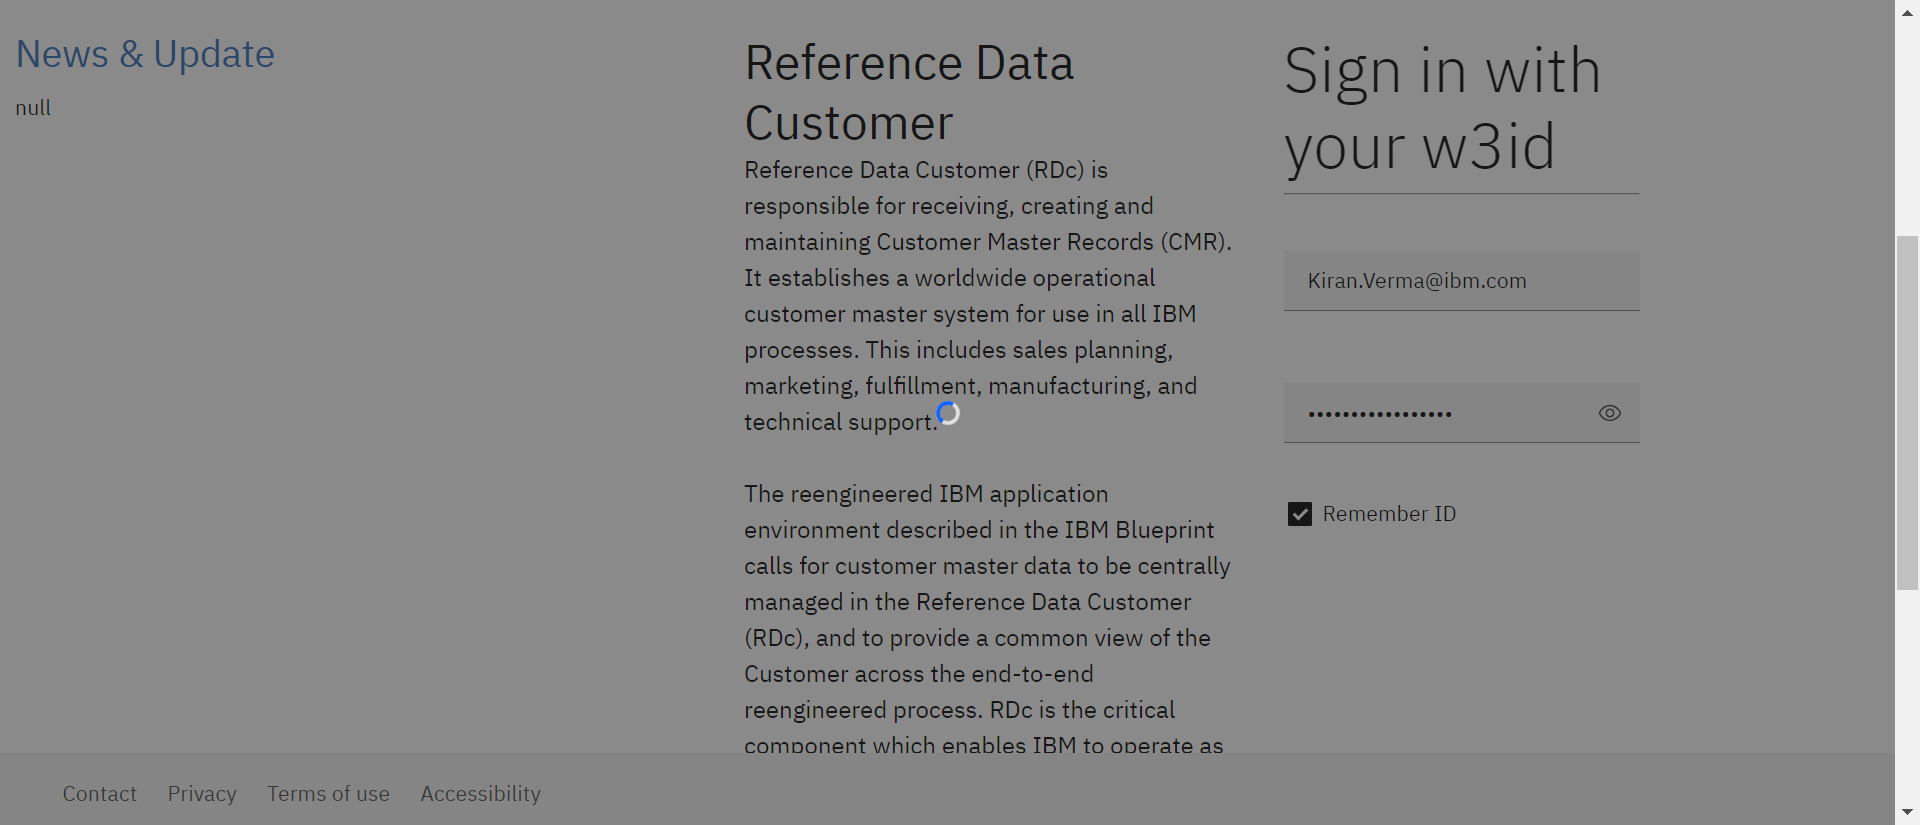 News & Update
null
Reference Data
Customer
Reference Data Customer (RDc) is
responsible for receiving, creating and
maintaining Customer Master Records (CMR).
It establishes a worldwide operational
customer master system for use in all IBM
processes. This includes sales planning,
marketing, fulfillment, manufacturing, and
technical support.
The reengineered IBM application
environment described in the IBM Blueprint
calls for customer master data to be centrally
managed in the Reference Data Customer
(RDc), and to provide a common view of the
Customer across the end-to-end
reengineered process. RDc is the critical
component which enables IBM to operate as
Sign in with
your w3id
Kiran.Verma@ibm.com
•••••••••••••••••
Remember ID
Contact Privacy Terms of use Accessibility